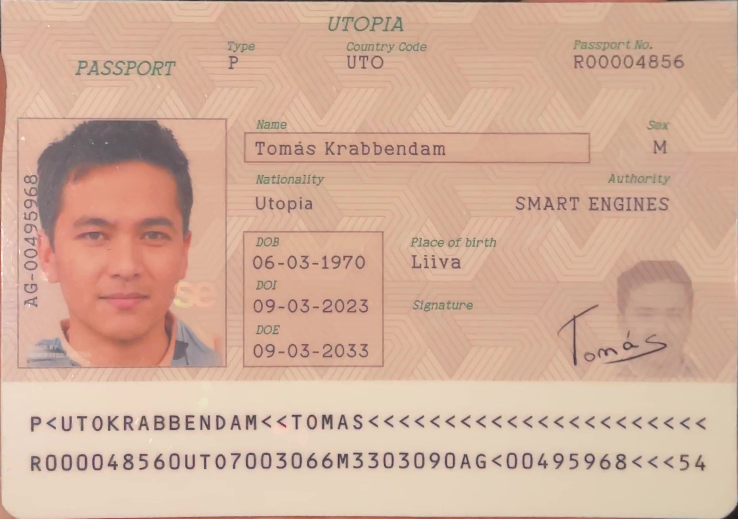 UTOPIA
PASSPORT
Type
P
Country Code
UTO
Passport No.
R00004856
Name
Tomás Krabbendam
Sex
M
Nationality
Utopia
Authority
SMART ENGINES
AG-00495968
DOB
06-03-1970
Place of birth
Liiva
DOI
09-03-2023
Signature
DOE
09-03-2033
se
Tomás
P<UTOKRABBENDAM<<TOMAS<<<<<<<<<<<<<<<<<<<<<<
R000048560UTO7003066M3303090AG<00495968<<<54